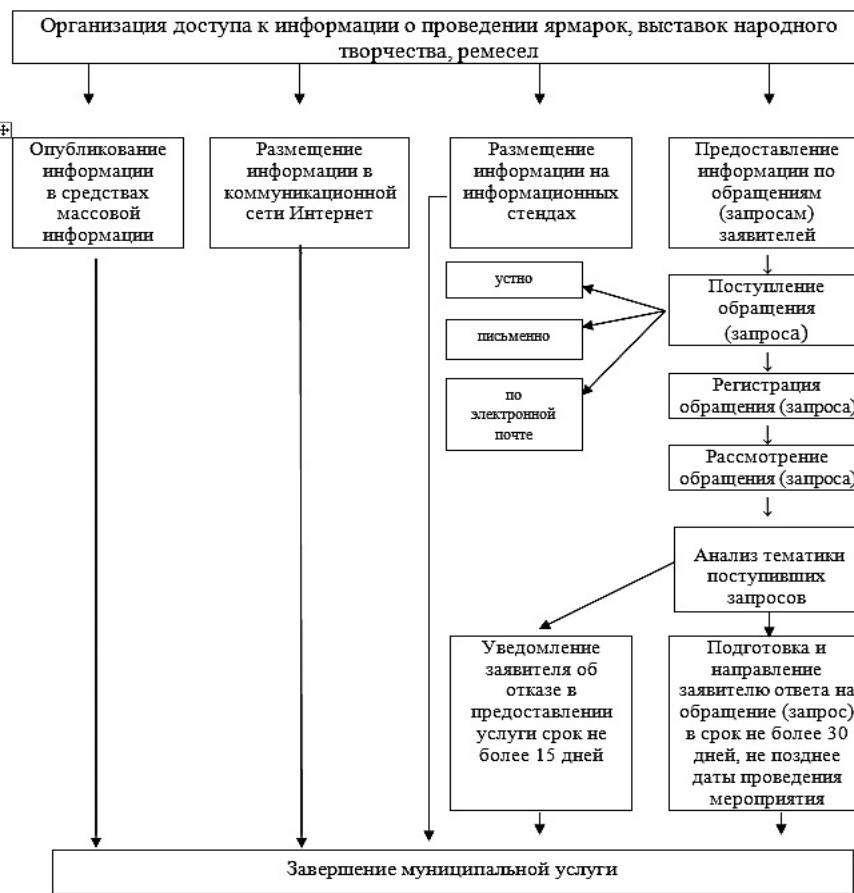 Организация доступа к информации о проведении ярмарок, выставок народного
творчества, ремесел
Опубликование
информации
в средствах
массовой
информации
Размещение
информации в
коммуникационной
сети Интернет
Размещение
информации на
информационных
стендах
Предоставление
информации по
обращениям
(запросам)
заявителей
устно
письменно
по
электронной
почте
Поступление
обращения
(запроса)
Регистрация
обращения (запроса)
Рассмотрение
обращения (запроса)
Анализ тематики
поступивших
запросов
Уведомление
заявителя об
отказе в
предоставлении
услуги срок не
более 15 дней
Подготовка и
направление
заявителю ответа на
обращение (запрос)
в срок не более 30
дней, не позднее
даты проведения
мероприятия
Завершение муниципальной услуги